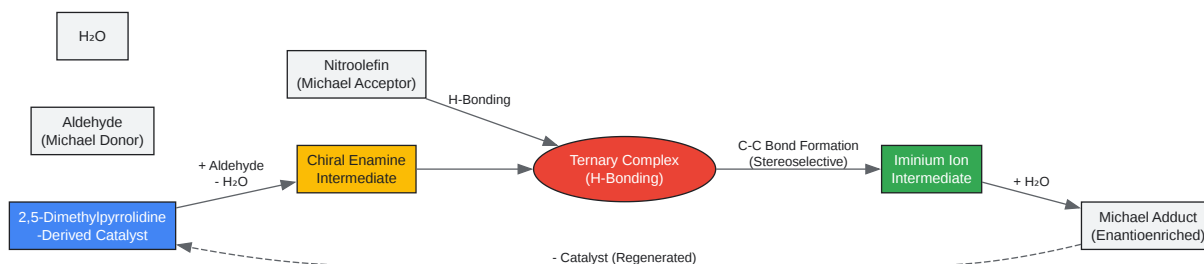 H₂O
Aldehyde
(Michael Donor)
2,5-Dimethylpyrrolidine
-Derived Catalyst
+ Aldehyde
- H₂O
Nitroolefin
(Michael Acceptor)
H-Bonding
Chiral Enamine
Intermediate
Ternary Complex
(H-Bonding)
C-C Bond Formation
(Stereoselective)
Iminium Ion
Intermediate
+ H₂O
Michael Adduct
(Enantioenriched)
- Catalyst (Regenerated)